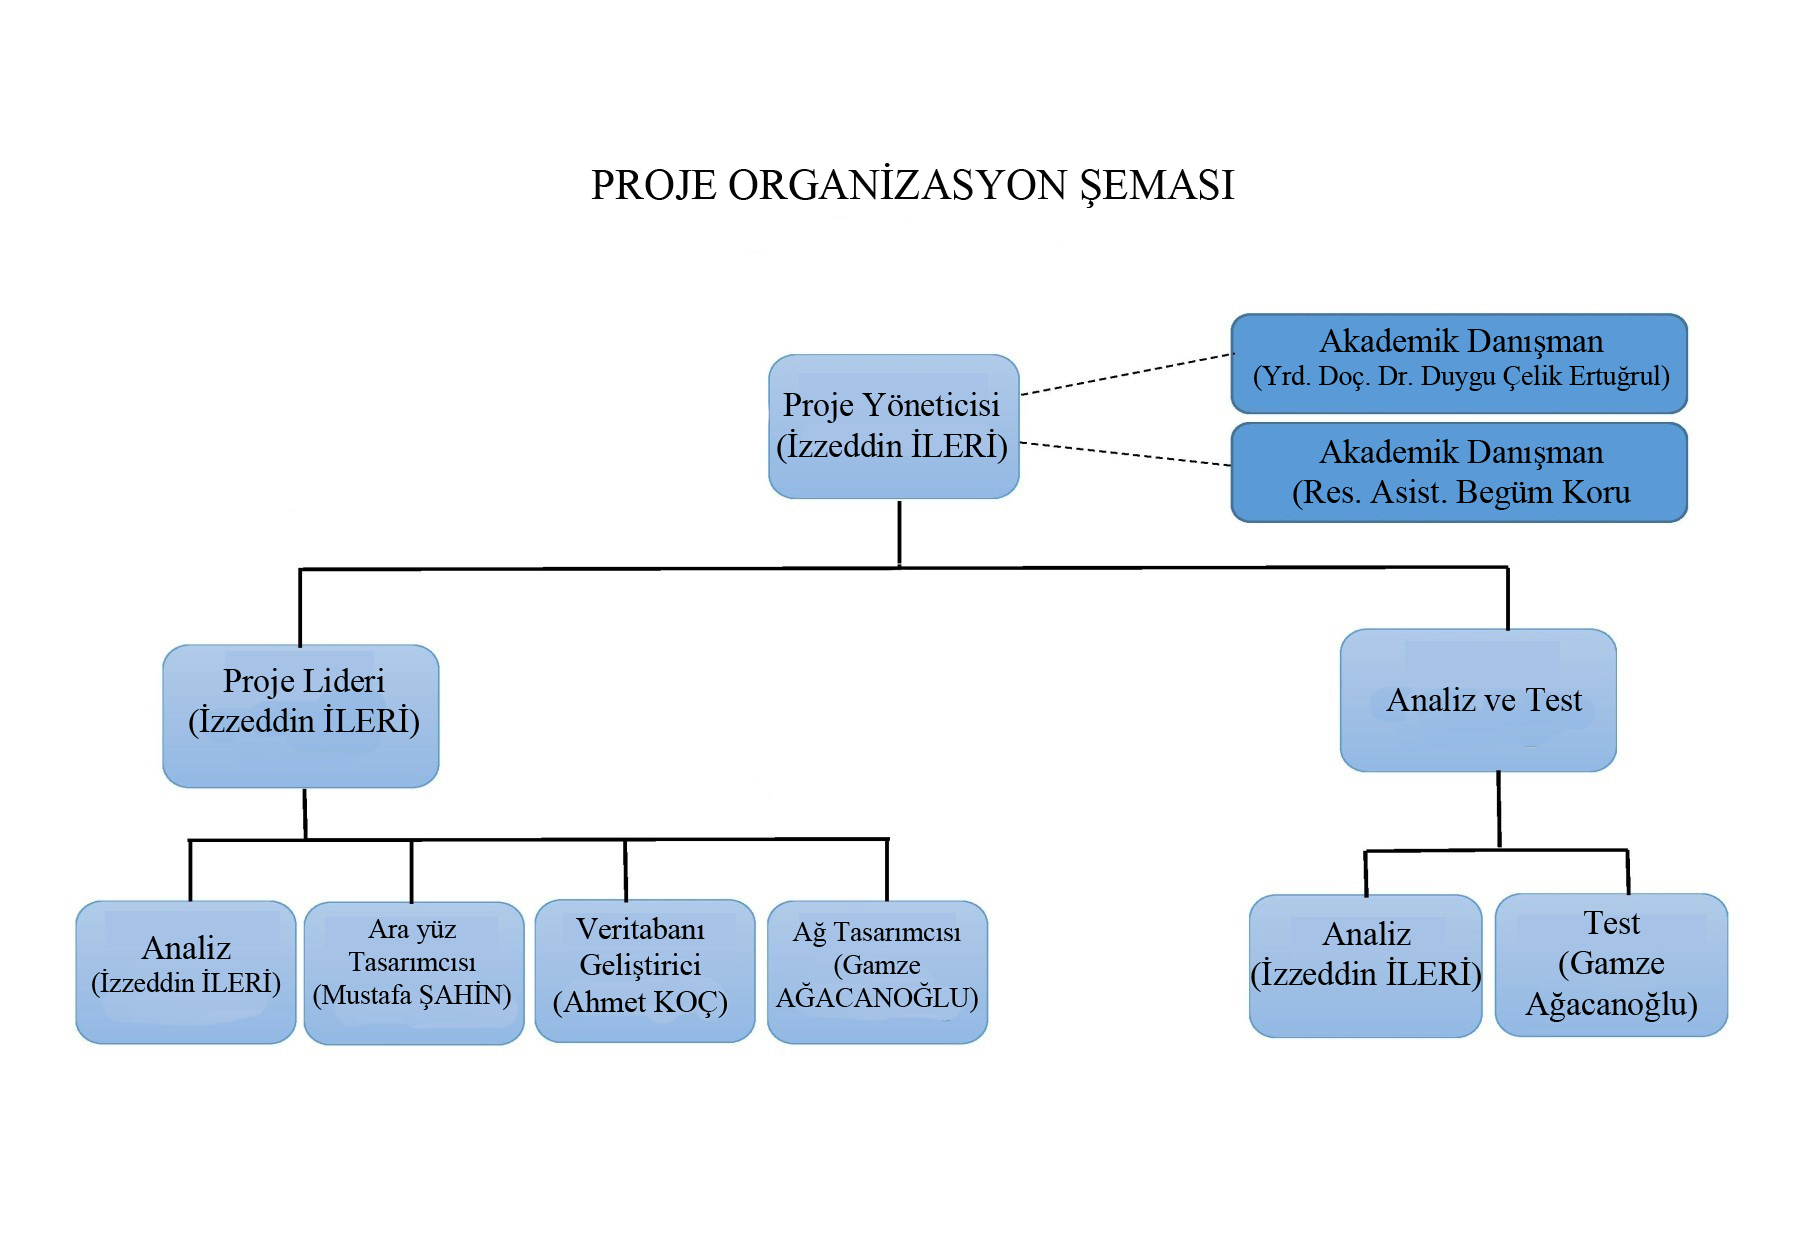 PROJE ORGANİZASYON ŞEMASI
Akademik Danışman
(Yrd. Doç. Dr. Duygu Çelik Ertuğrul)
Proje Yöneticisi
(İzzeddin İLERİ)
Akademik Danışman
(Res. Asist. Begüm Koru
Proje Lideri
(İzzeddin İLERİ)
Analiz ve Test
Analiz
(İzzeddin İLERİ)
Ara yüz
Tasarımcısı
(Mustafa ŞAHİN)
Veritabanı
Geliştirici
(Ahmet KOÇ)
Ağ Tasarımcısı
(Gamze
AĞACANOĞLU)
Analiz
(İzzeddin İLERİ)
Test
(Gamze
Ağacanoğlu)